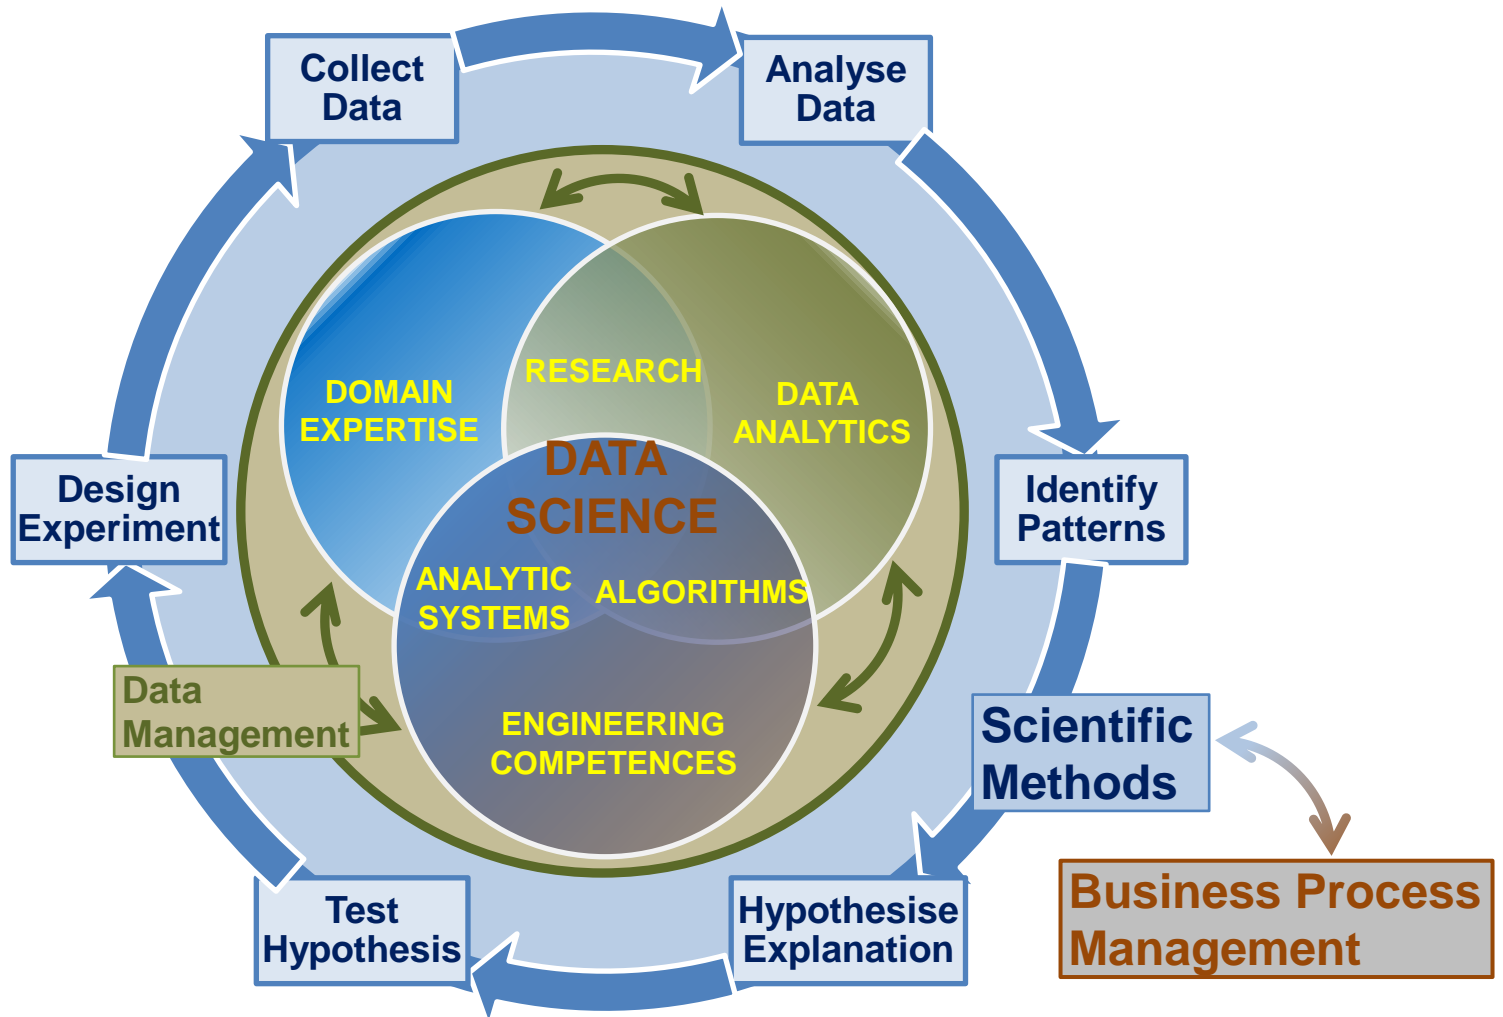 Collect
Data
Analyse
Data
RESEARCH
DOMAIN
EXPERTISE
DATA
ANALYTICS
DATA
SCIENCE
Design
Experiment
Identify
Patterns
ANALYTIC
SYSTEMS
ALGORITHMS
Data
Management
ENGINEERING
COMPETENCES
Scientific
Methods
Test
Hypothesis
Hypothesise
Explanation
Business Process
Management